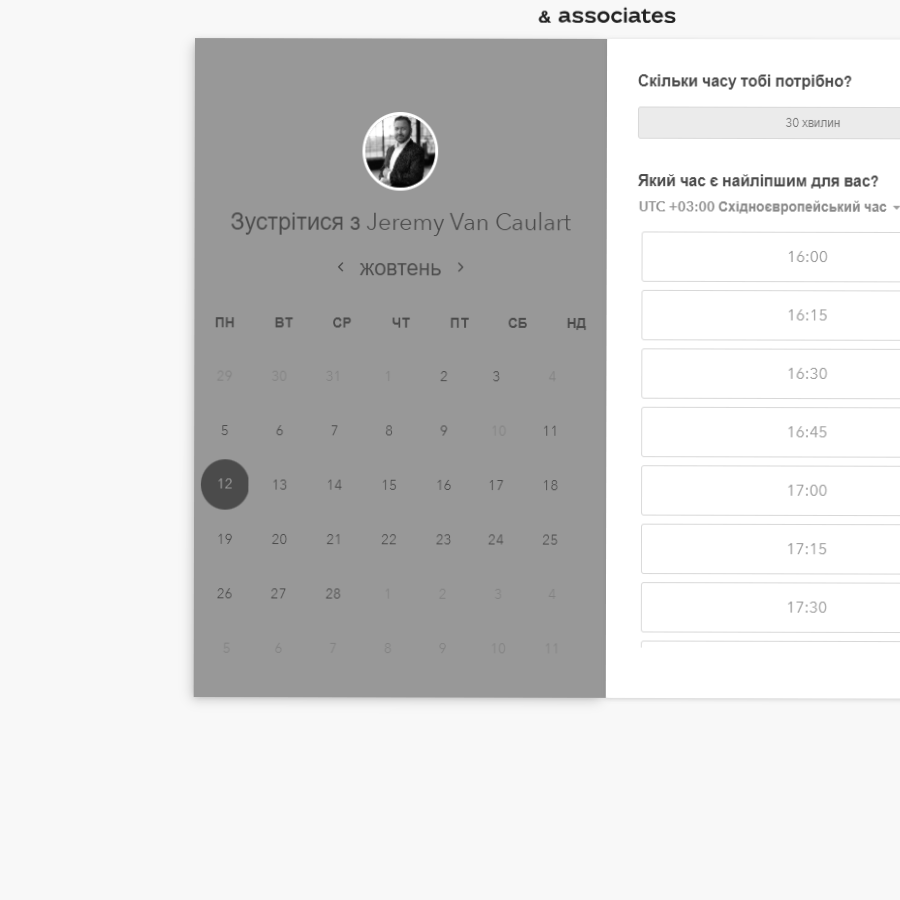 & associates
Зустрітися з Jeremy Van Caulart
жовтень
ПН ВТ СР ЧТ ПТ СБ НД
29 30 31 1 2 3 4
5 6 7 8 9 10 11
12 13 14 15 16 17 18
19 20 21 22 23 24 25
26 27 28 1 2 3 4
5 6 7 8 9 10 11
Скільки часу тобі потрібно?
30 хвилин
Який час є найліпшим для вас?
UTC +03:00 Східноєвропейський час
16:00
16:15
16:30
16:45
17:00
17:15
17:30